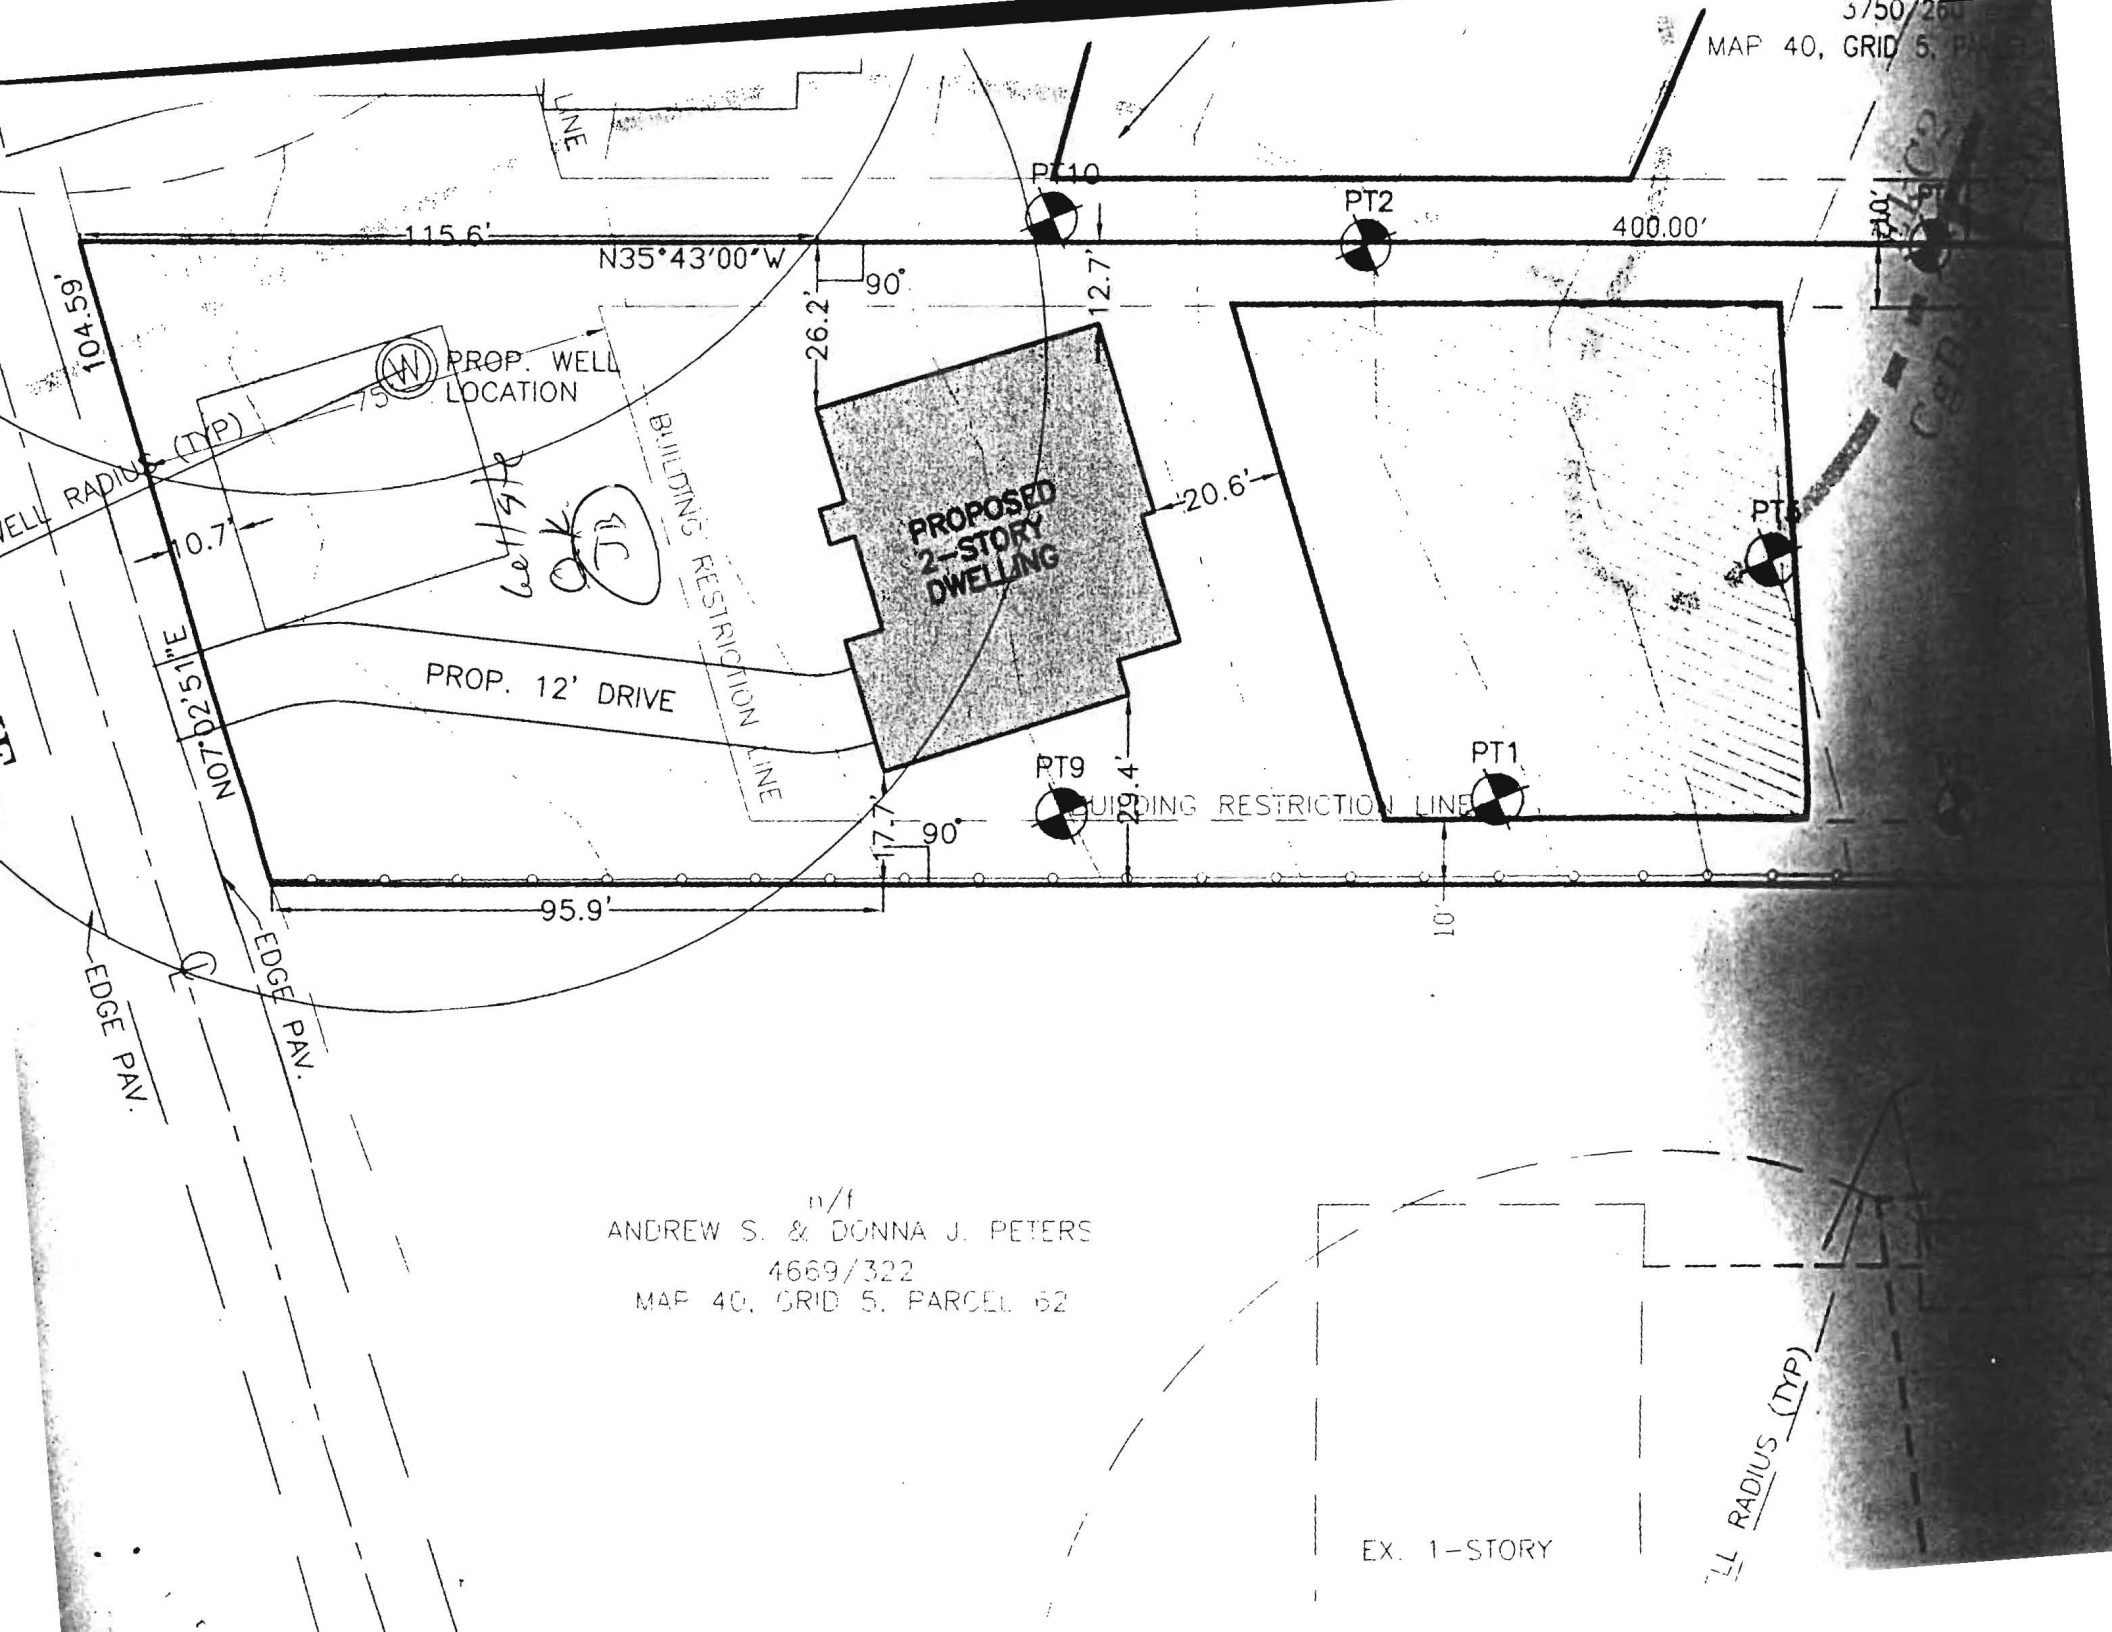 3750/260
MAP 40, GRID 5,
LINE
PT10
PT2
400.00'
10'
115.6'
N35°43'00"W
90°
104.59'
26.2'
12.7'
PROP. WELL
LOCATION
W
75'
WELL RADIUS (TYP)
10.7'
Well site
OK
JB
BUILDING RESTRICTION LINE
PROPOSED
2-STORY
DWELLING
20.6'
PT3
N07°02'51"E
PROP. 12' DRIVE
PT9
PT1
BUILDING RESTRICTION LINE
17.7'
90°
29.4'
95.9'
10'
EDGE PAV.
EDGE PAV.
n/f
ANDREW S. & DONNA J. PETERS
4669/322
MAP 40, GRID 5, PARCEL 62
EX. 1-STORY
RADIUS (TYP)